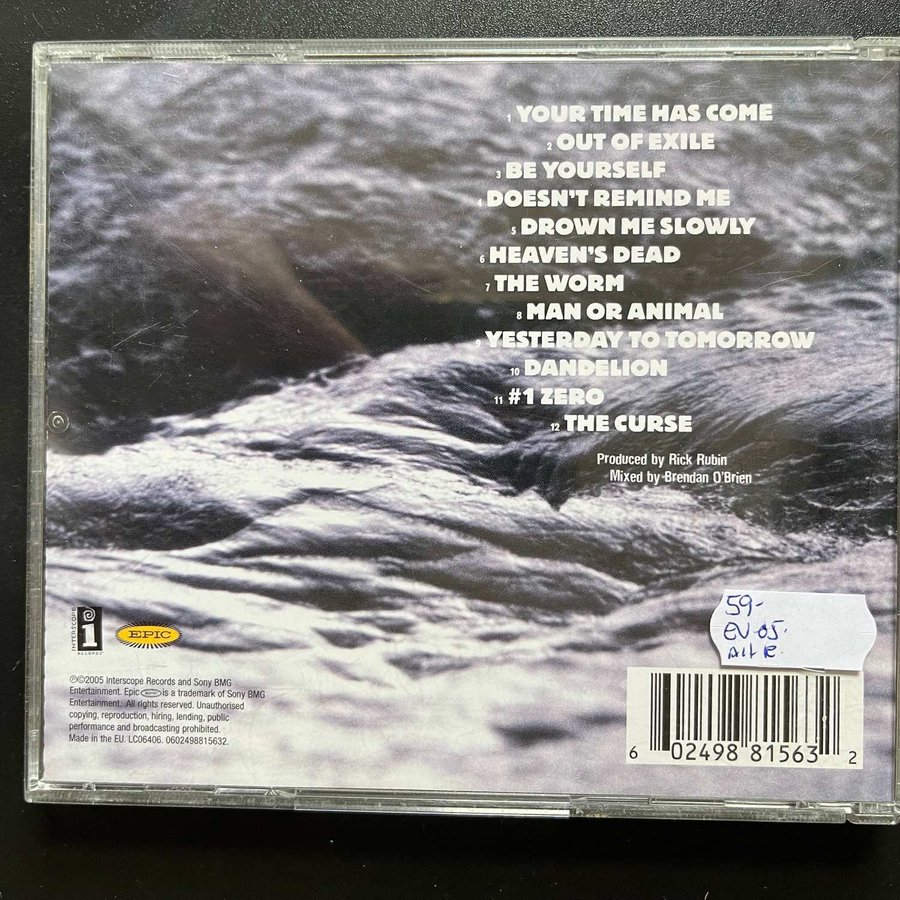 1 YOUR TIME HAS COME
2 OUT OF EXILE
3 BE YOURSELF
4 DOESN'T REMIND ME
5 DROWN ME SLOWLY
6 HEAVEN'S DEAD
7 THE WORM
8 MAN OR ANIMAL
9 YESTERDAY TO TOMORROW
10 DANDELION
11 #1 ZERO
12 THE CURSE
Produced by Rick Rubin
Mixed by Brendan O'Brien
59-
EV-05.
Alt R.
INTERSCOPE
i
RECORDS
EPIC
℗©2005 Interscope Records and Sony BMG
Entertainment. Epic is a trademark of Sony BMG
Entertainment. All rights reserved. Unauthorised
copying, reproduction, hiring, lending, public
performance and broadcasting prohibited.
Made in the EU. LC06406. 0602498815632.
6 02498 81563 2